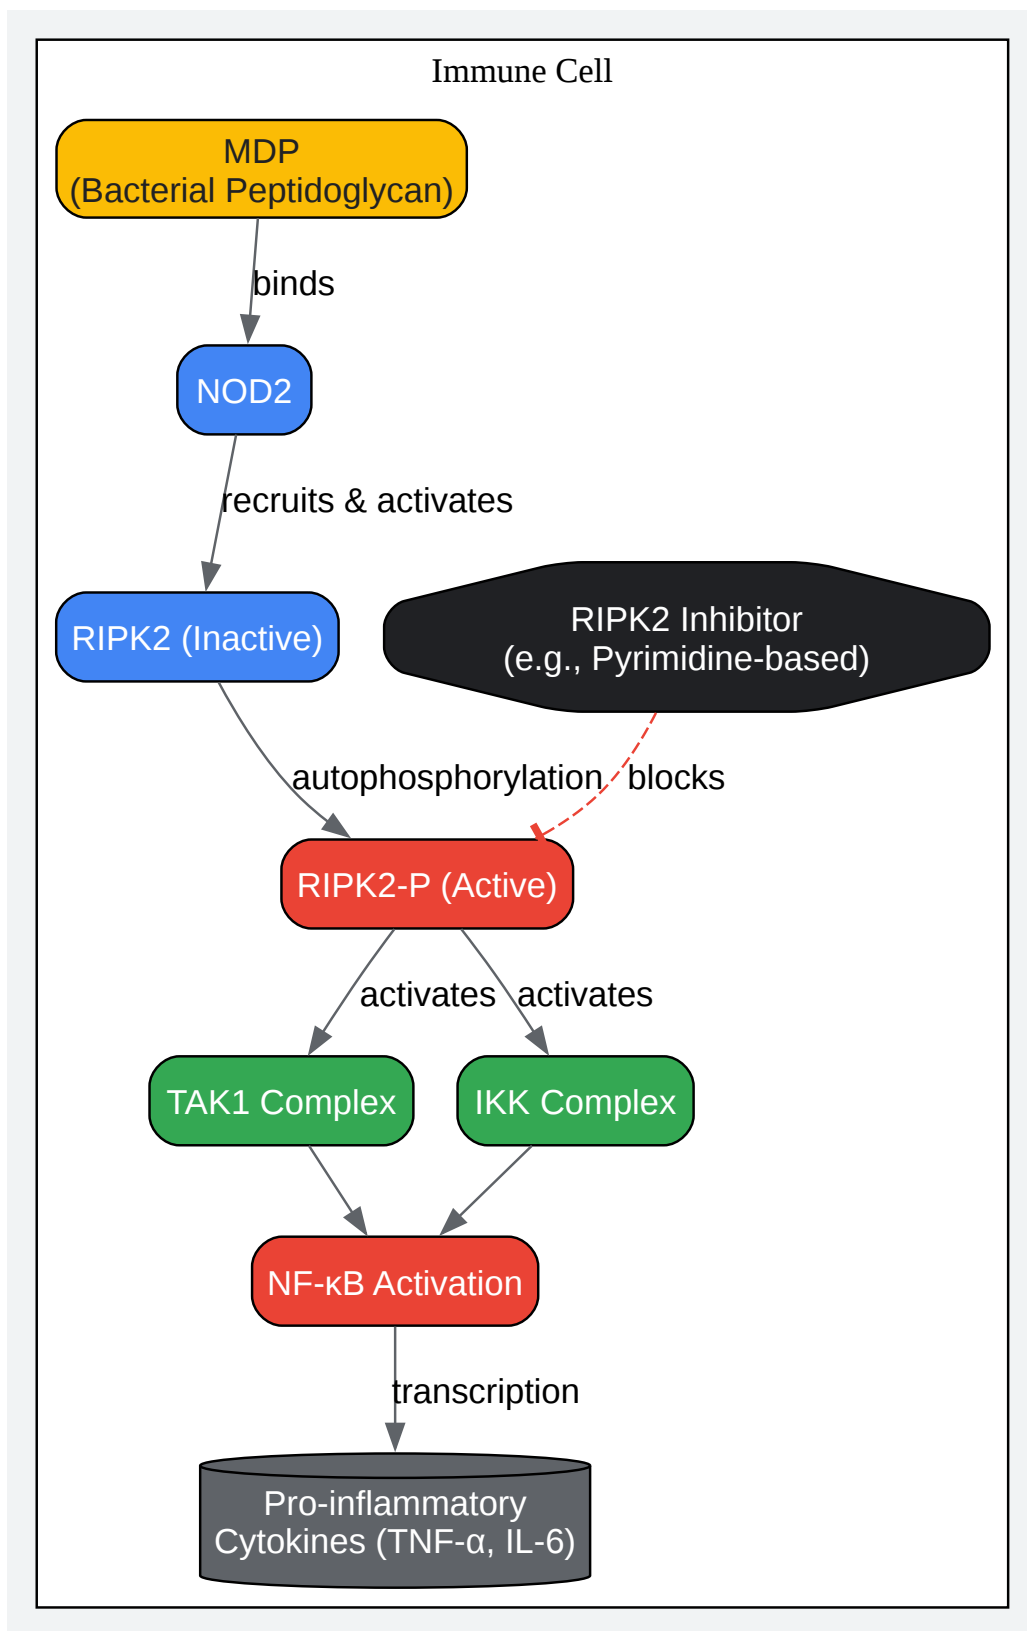 Immune Cell
MDP
(Bacterial Peptidoglycan)
binds
NOD2
recruits & activates
RIPK2 (Inactive)
RIPK2 Inhibitor
(e.g., Pyrimidine-based)
autophosphorylation
blocks
RIPK2-P (Active)
activates
activates
TAK1 Complex
IKK Complex
NF-κB Activation
transcription
Pro-inflammatory
Cytokines (TNF-α, IL-6)